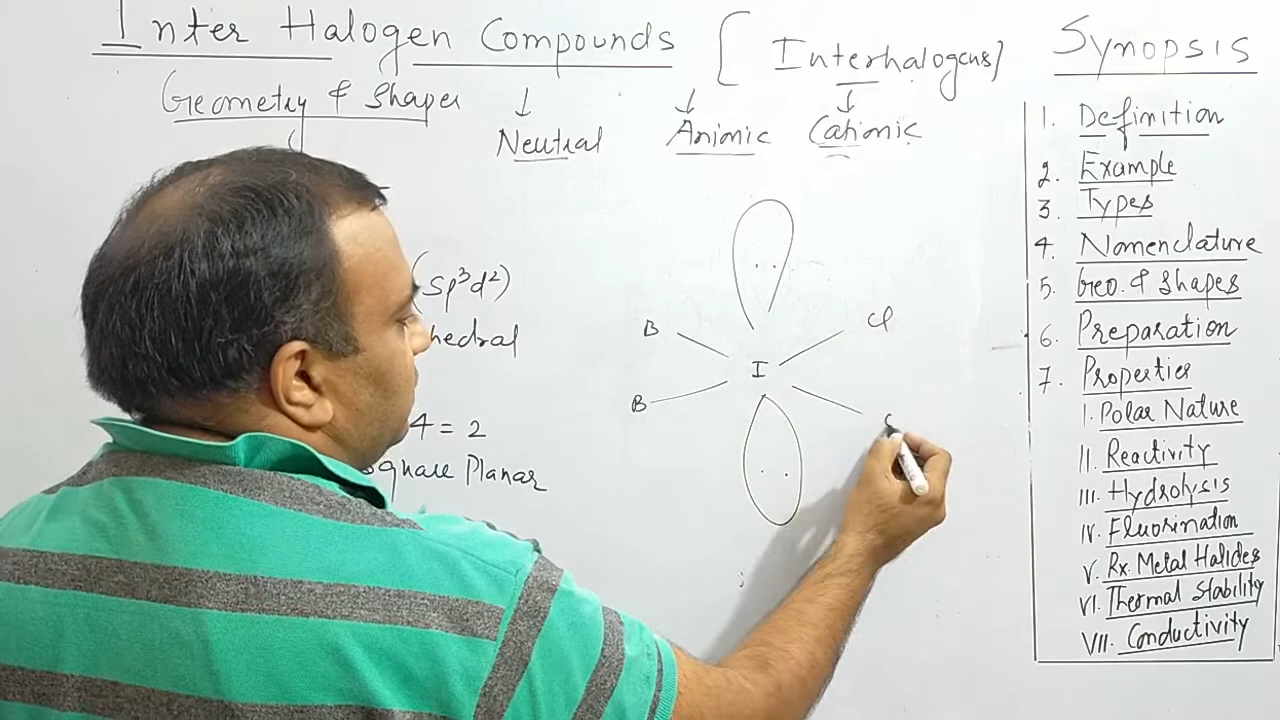 Inter Halogen Compounds [Interhalogens]
Geometry & Shapes
↓ Neutral
↓ Anionic
↓ Cationic
(sp³d²)
hedral
4 = 2
Square Planar
B
Cl
I
B
C
Synopsis
1. Definition
2. Example
3. Types
4. Nomenclature
5. Geo. & Shapes
6. Preparation
7. Properties
I. Polar Nature
II. Reactivity
III. Hydrolysis
IV. Fluorination
V. Rx. Metal Halides
VI. Thermal Stability
VII. Conductivity